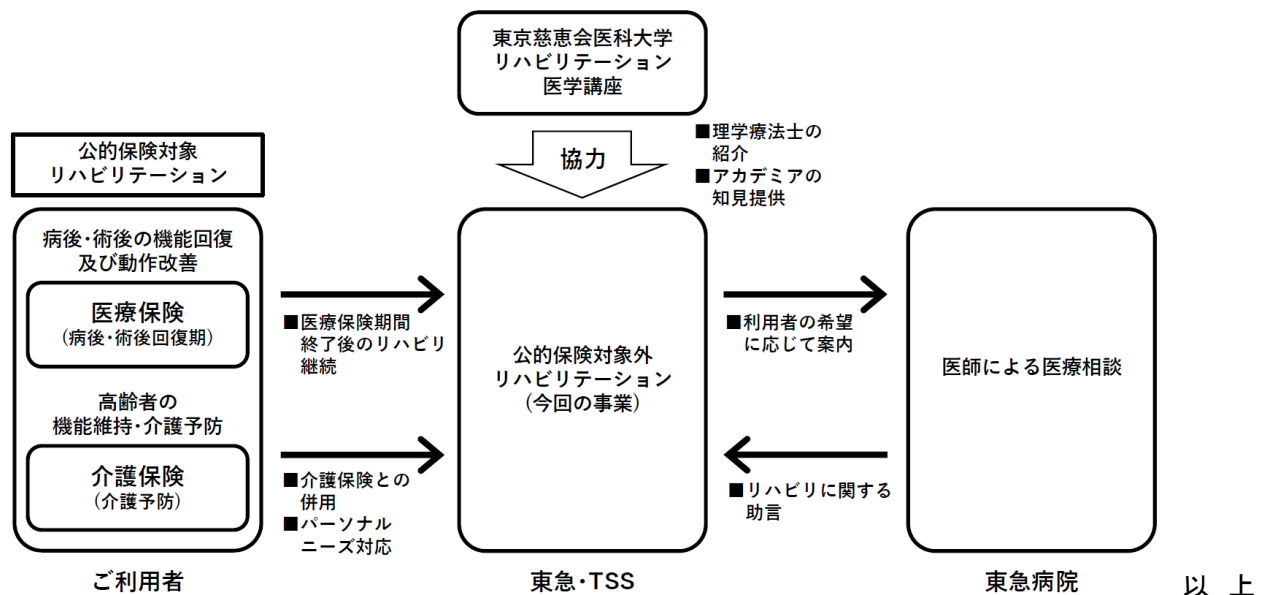 東京慈恵会医科大学
リハビリテーション
医学講座
協力
■理学療法士の
紹介
■アカデミアの
知見提供
公的保険対象
リハビリテーション
病後・術後の機能回復
及び動作改善
医療保険
(病後・術後回復期)
高齢者の
機能維持・介護予防
介護保険
(介護予防)
ご利用者
■医療保険期間
終了後のリハビリ
継続
■介護保険との
併用
■パーソナル
ニーズ対応
公的保険対象外
リハビリテーション
(今回の事業)
東急・TSS
■利用者の希望
に応じて案内
■リハビリに関する
助言
医師による医療相談
東急病院
以 上